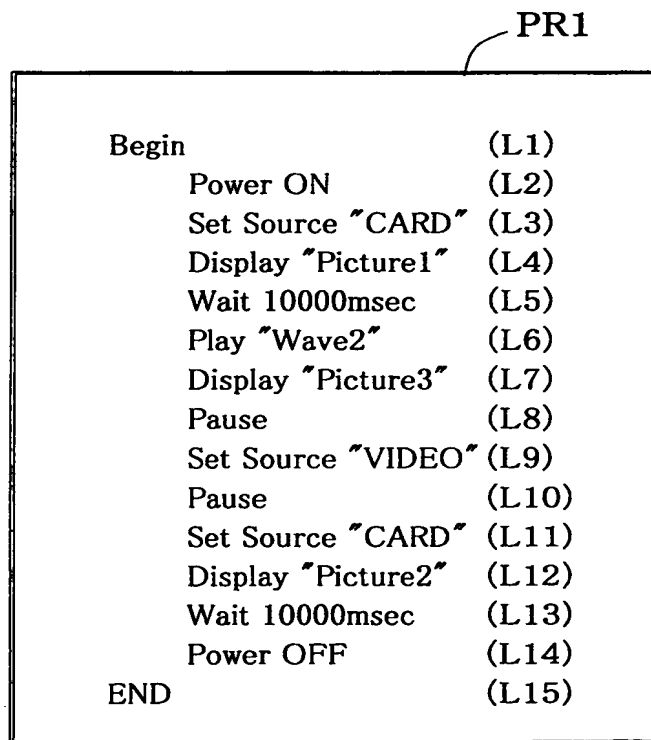 PR1
Begin (L1)
Power ON (L2)
Set Source "CARD" (L3)
Display "Picture1" (L4)
Wait 10000msec (L5)
Play "Wave2" (L6)
Display "Picture3" (L7)
Pause (L8)
Set Source "VIDEO" (L9)
Pause (L10)
Set Source "CARD" (L11)
Display "Picture2" (L12)
Wait 10000msec (L13)
Power OFF (L14)
END (L15)